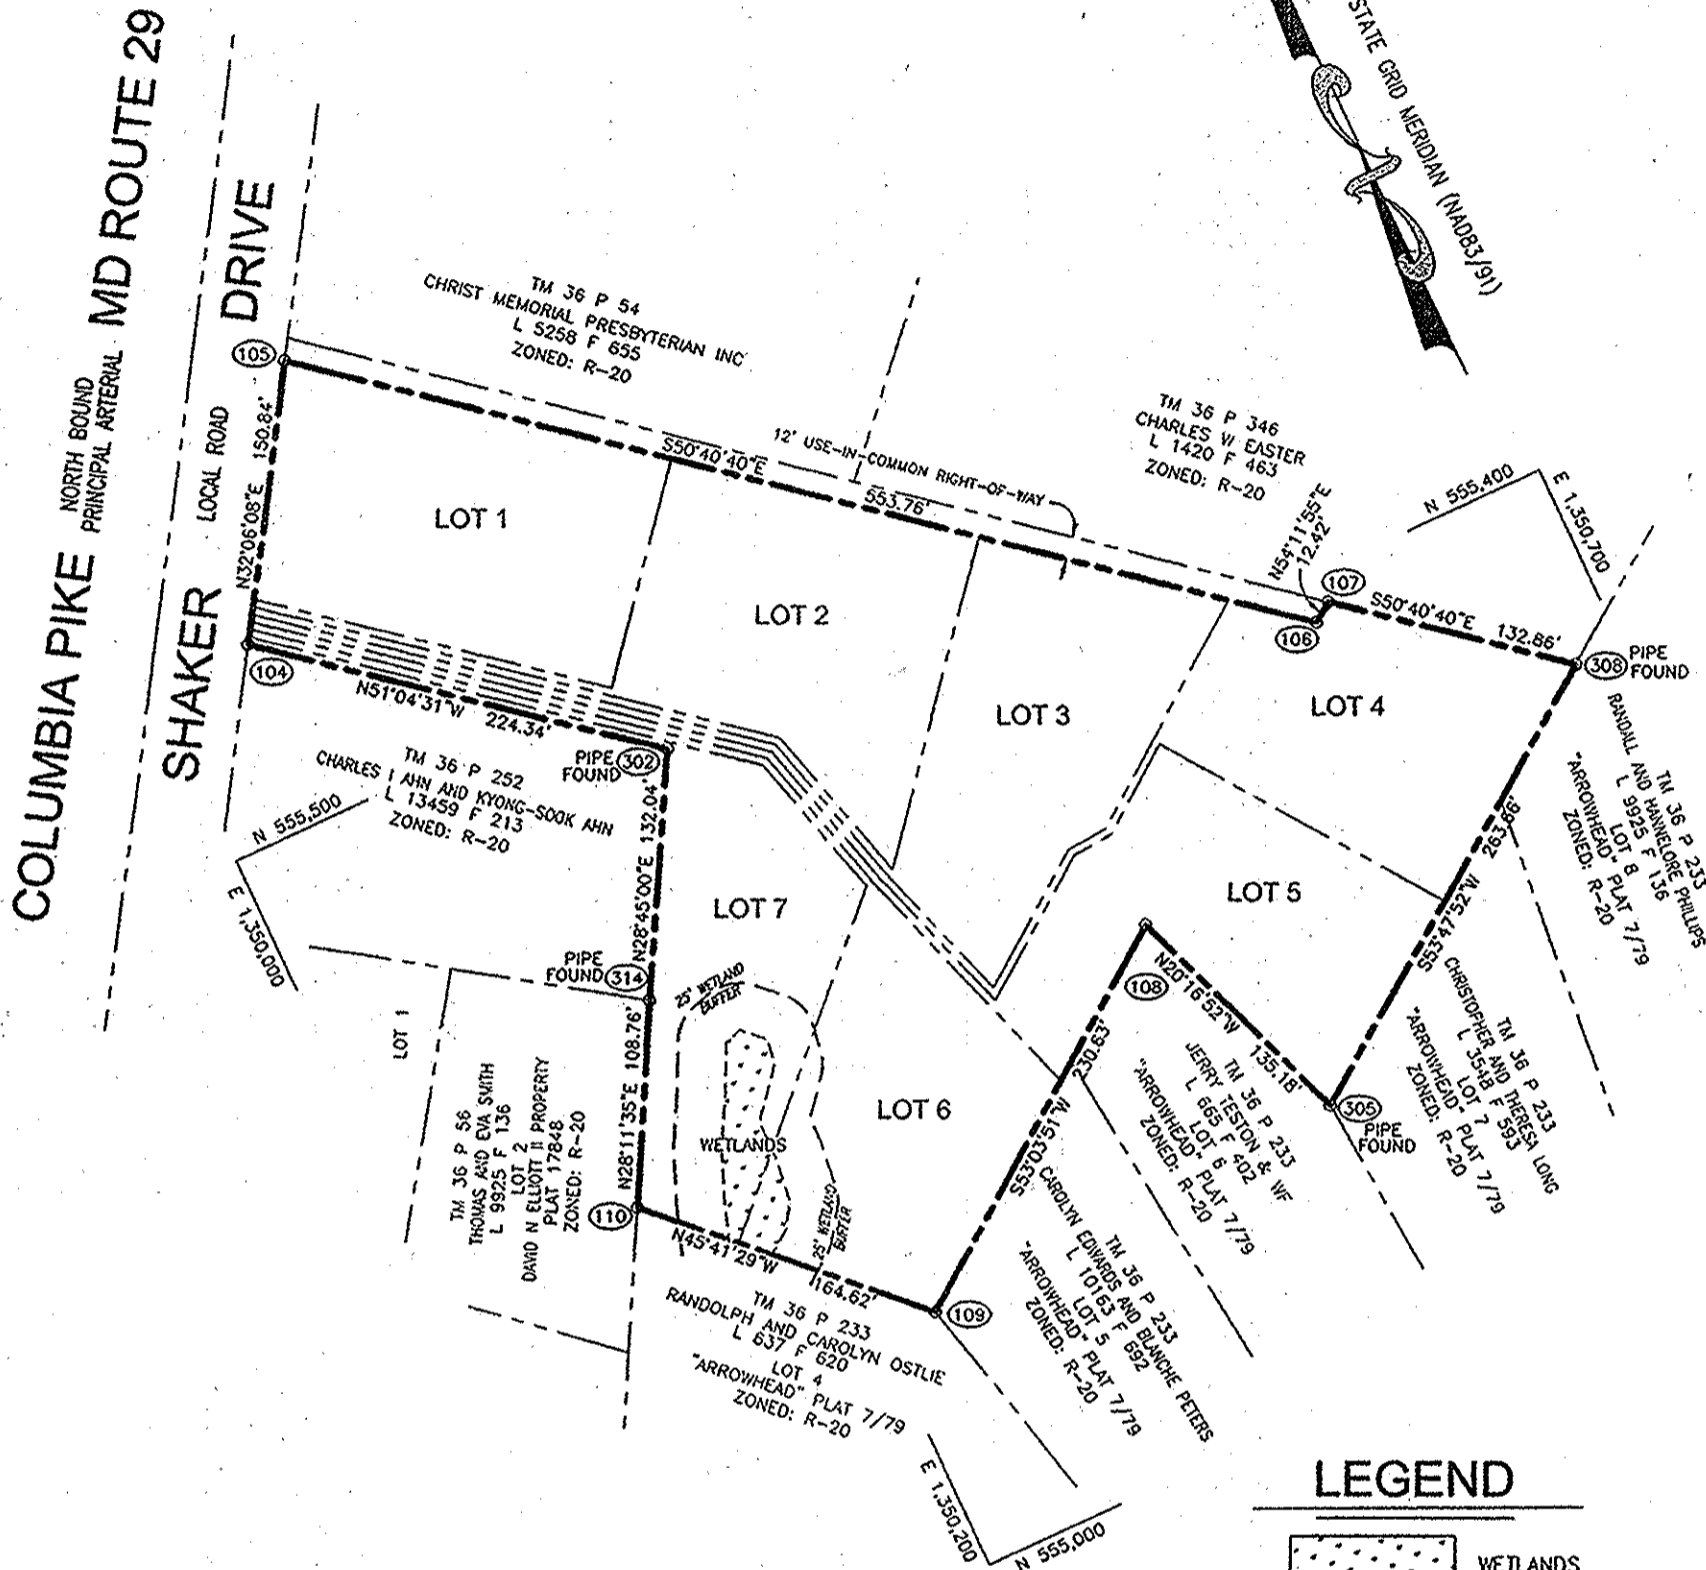 COLUMBIA PIKE
NORTH BOUND
PRINCIPAL ARTERIAL
MD ROUTE 29
SHAKER DRIVE
LOCAL ROAD
STATE GRID MERIDIAN (NAD83/91)
TM 36 P 54
CHRIST MEMORIAL PRESBYTERIAN INC
L 5258 F 655
ZONED: R-20
105
N32°06'08"E 150.84'
104
S50°40'40"E
553.76'
12' USE-IN-COMMON RIGHT-OF-WAY
TM 36 P 346
CHARLES W EASTER
L 1420 F 463
ZONED: R-20
N 555,400
E 1,350,700
N54°11'55"E
12.42'
107
106
S50°40'40"E 132.86'
308
PIPE
FOUND
LOT 1
LOT 2
LOT 3
LOT 4
LOT 5
LOT 6
LOT 7
N51°04'31"W 224.34'
PIPE
FOUND
302
TM 36 P 252
CHARLES I AHN AND KYONG-SOOK AHN
L 13459 F 213
ZONED: R-20
N 555,500
E 1,350,000
N28°45'00"E 132.04'
PIPE
FOUND
314
LOT 1
N28°11'35"E 108.76'
TM 36 P 56
THOMAS AND EVA SMITH
L 9925 F 136
LOT 2
DAVID N ELLIOTT II PROPERTY
PLAT 17848
ZONED: R-20
110
25' WETLAND
BUFFER
WETLANDS
25' WETLAND
BUFFER
N45°41'29"W
164.62'
109
TM 36 P 233
RANDOLPH AND CAROLYN OSTLIE
L 637 F 620
LOT 4
"ARROWHEAD" PLAT 7/79
ZONED: R-20
S53°03'51"W
230.63'
108
N20°16'52"W
135.18'
305
PIPE
FOUND
S53°47'52"W
263.86'
TM 36 P 233
RANDALL AND HANNELORE PHILLIPS
L 9925 F 136
LOT 8
"ARROWHEAD" PLAT 7/79
ZONED: R-20
TM 36 P 233
CHRISTOPHER AND THERESA LONG
L 3548 F 593
LOT 7
"ARROWHEAD" PLAT 7/79
ZONED: R-20
TM 36 P 233
JERRY TESTON & WF
L 665 F 402
LOT 6
"ARROWHEAD" PLAT 7/79
ZONED: R-20
TM 36 P 233
CAROLYN EDWARDS AND BLANCHE PETERS
L 10163 F 692
LOT 5
"ARROWHEAD" PLAT 7/79
ZONED: R-20
E 1,350,200
N 555,000
LEGEND
WETLANDS